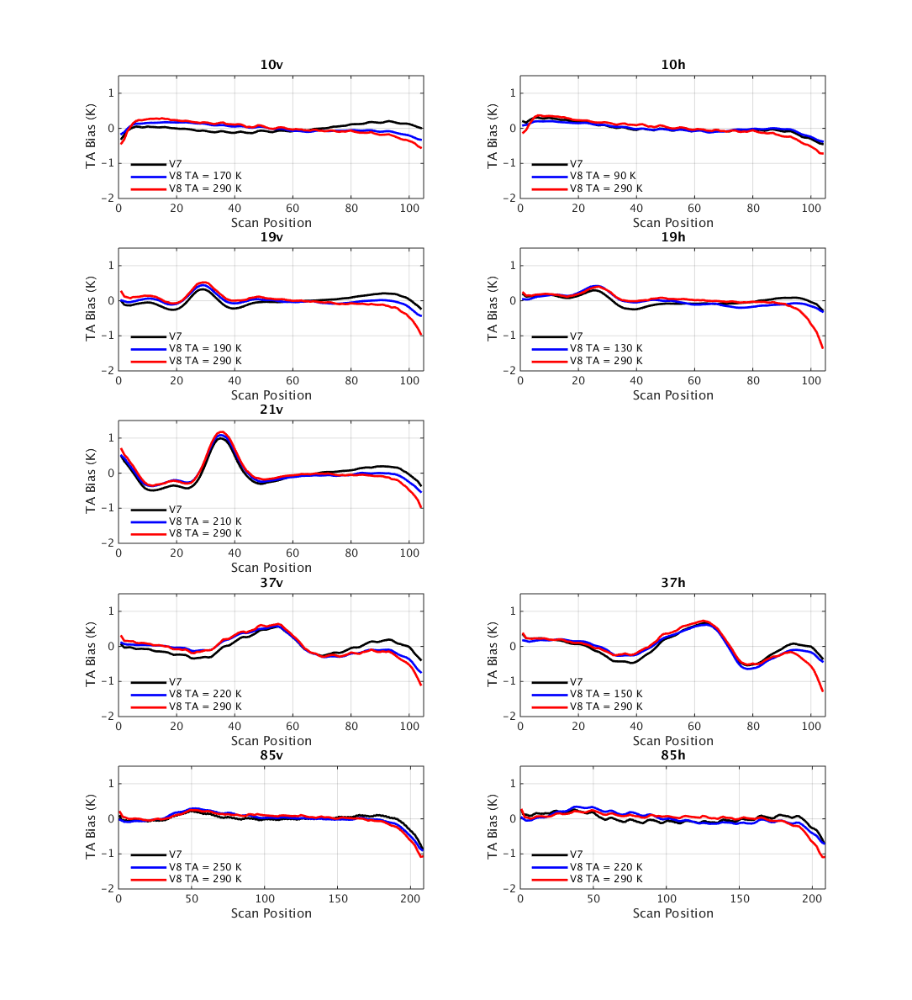 10v
TA Bias (K)
1
0
−1
−2
V7
V8 TA = 170 K
V8 TA = 290 K
0 20 40 60 80 100
Scan Position
10h
TA Bias (K)
1
0
−1
−2
V7
V8 TA = 90 K
V8 TA = 290 K
0 20 40 60 80 100
Scan Position
19v
TA Bias (K)
1
0
−1
−2
V7
V8 TA = 190 K
V8 TA = 290 K
0 20 40 60 80 100
Scan Position
19h
TA Bias (K)
1
0
−1
−2
V7
V8 TA = 130 K
V8 TA = 290 K
0 20 40 60 80 100
Scan Position
21v
TA Bias (K)
1
0
−1
−2
V7
V8 TA = 210 K
V8 TA = 290 K
0 20 40 60 80 100
Scan Position
37v
TA Bias (K)
1
0
−1
−2
V7
V8 TA = 220 K
V8 TA = 290 K
0 20 40 60 80 100
Scan Position
37h
TA Bias (K)
1
0
−1
−2
V7
V8 TA = 150 K
V8 TA = 290 K
0 20 40 60 80 100
Scan Position
85v
TA Bias (K)
1
0
−1
−2
V7
V8 TA = 250 K
V8 TA = 290 K
0 50 100 150 200
Scan Position
85h
TA Bias (K)
1
0
−1
−2
V7
V8 TA = 220 K
V8 TA = 290 K
0 50 100 150 200
Scan Position